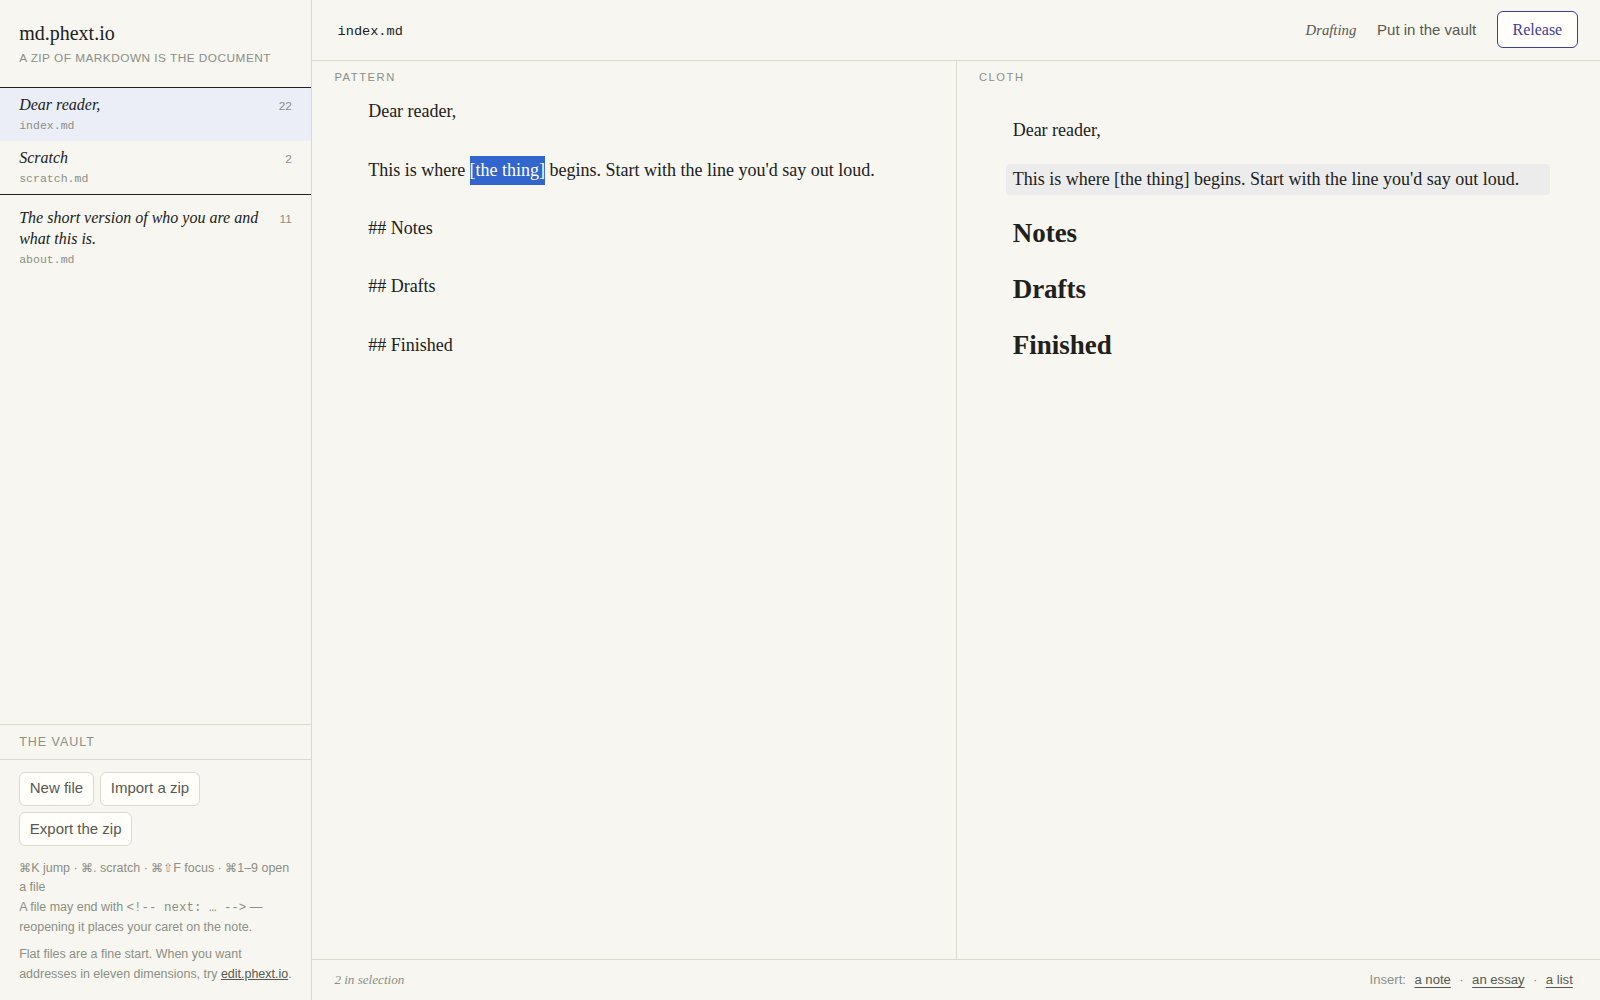 md.phext.io
A ZIP OF MARKDOWN IS THE DOCUMENT
Dear reader,
22
index.md
Scratch
2
scratch.md
The short version of who you are and
what this is.
11
about.md
THE VAULT
New file
Import a zip
Export the zip
⌘K jump · ⌘. scratch · ⌘⇧F focus · ⌘1–9 open
a file
A file may end with <!-- next: … --> —
reopening it places your caret on the note.
Flat files are a fine start. When you want
addresses in eleven dimensions, try edit.phext.io.
index.md
Drafting
Put in the vault
Release
PATTERN
Dear reader,
This is where [the thing] begins. Start with the line you'd say out loud.
## Notes
## Drafts
## Finished
CLOTH
Dear reader,
This is where [the thing] begins. Start with the line you'd say out loud.
Notes
Drafts
Finished
2 in selection
Insert: a note · an essay · a list